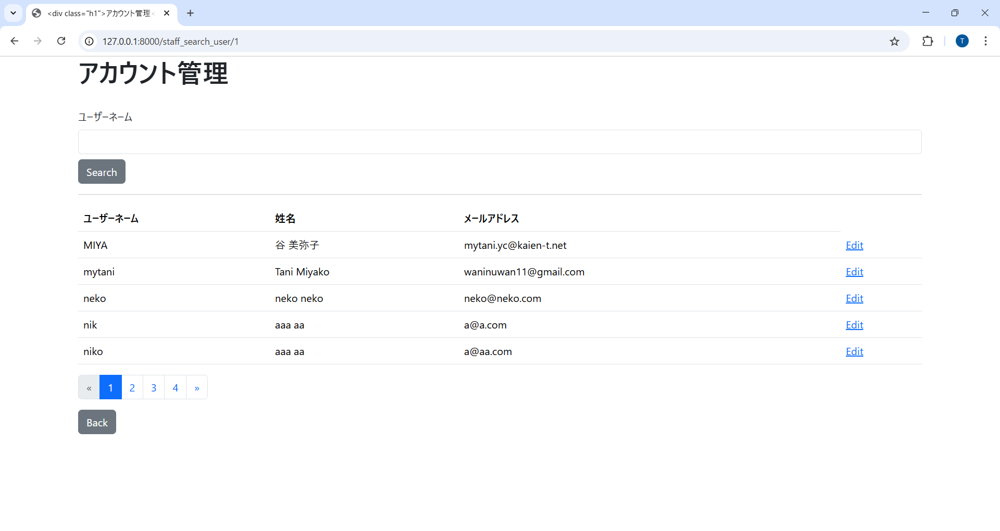 <div class="h1">アカウント管理<
127.0.0.1:8000/staff_search_user/1
T
アカウント管理
ユーザーネーム
Search
ユーザーネーム 姓名 メールアドレス
MIYA 谷 美弥子 mytani.yc@kaien-t.net Edit
mytani Tani Miyako waninuwan11@gmail.com Edit
neko neko neko neko@neko.com Edit
nik aaa aa a@a.com Edit
niko aaa aa a@aa.com Edit
« 1 2 3 4 »
Back